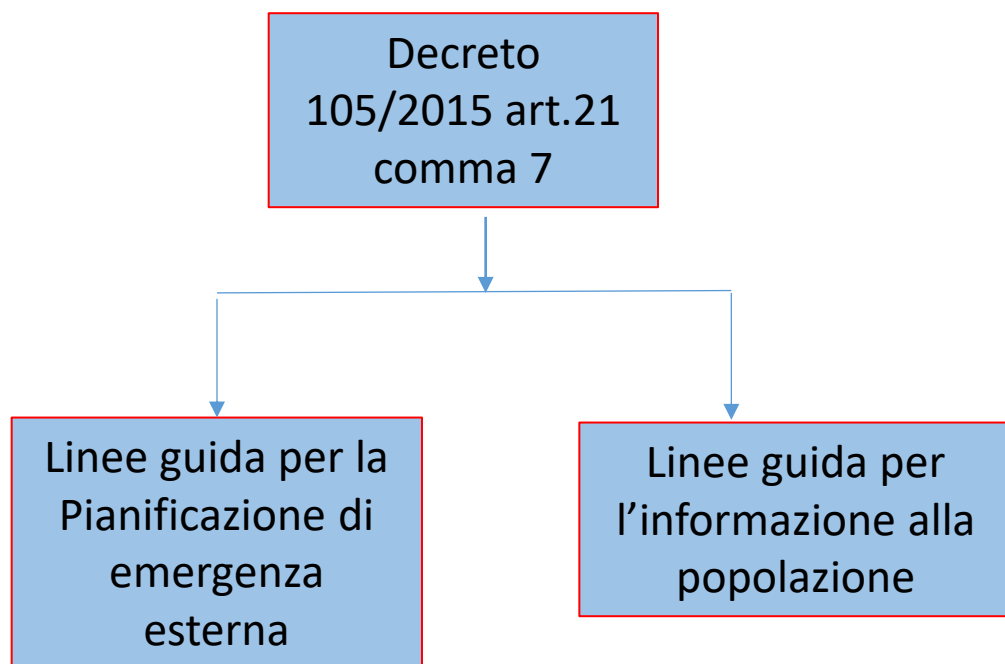 Decreto
105/2015 art.21
comma 7
Linee guida per la
Pianificazione di
emergenza
esterna
Linee guida per
l’informazione alla
popolazione